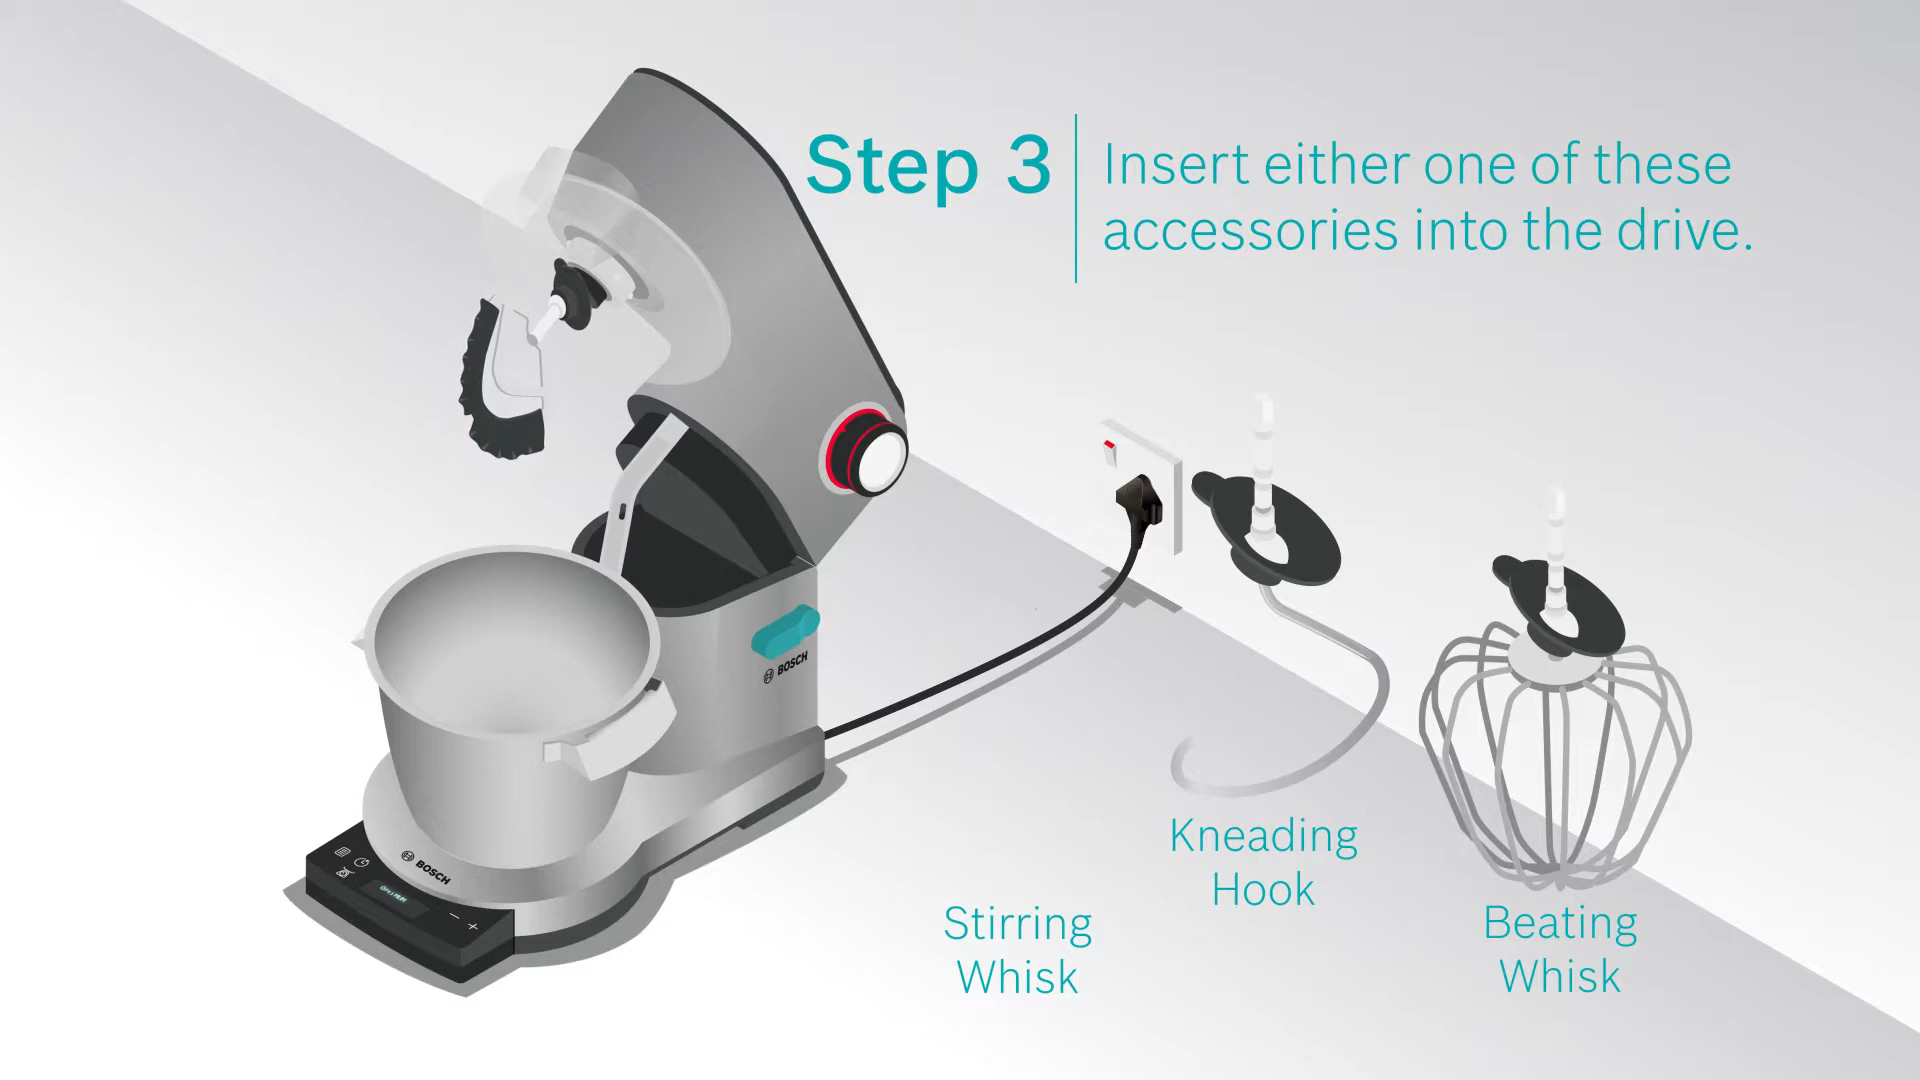 Step 3
Insert either one of these
accessories into the drive.
BOSCH
BOSCH
Kneading
Hook
Stirring
Whisk
Beating
Whisk